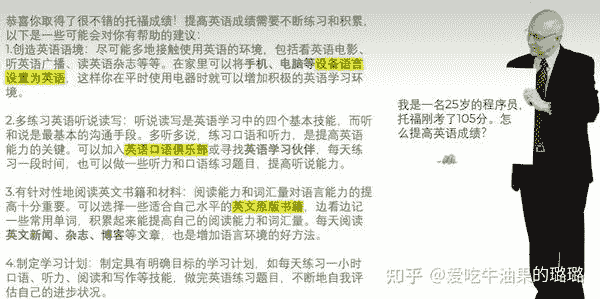 恭喜你取得了很不错的托福成绩！提高英语成绩需要不断练习和积累，
以下是一些可能会对你有帮助的建议：
1.创造英语语境：尽可能多地接触使用英语的环境，包括看英语电影、
听英语广播、读英语杂志等等。在家里可以将手机、电脑等设备语言
设置为英语，这样你在平时使用电器时就可以增加积极的英语学习环
境。
2.多练习英语听说读写：听说读写是英语学习中的四个基本技能，而听
和说是最基本的沟通手段。多听多说，练习口语和听力，是提高英语
能力的关键。可以加入英语口语俱乐部或寻找英语学习伙伴，每天练
习一段时间，也可以做一些听力和口语练习题目，提高听说能力。
3.有针对性地阅读英文书籍和材料：阅读能力和词汇量对语言能力的提
高十分重要。可以选择一些适合自己水平的英文原版书籍，边看边记
一些常用单词，积累起来能提高自己的阅读能力和词汇量。每天阅读
英文新闻、杂志、博客等文章，也是增加语言环境的好方法。
4.制定学习计划：制定具有明确目标的学习计划，如每天练习一小时
口语、听力、阅读和写作等技能，做完英语练习题目，不断地自我评
估自己的进步状况。
我是一名25岁的程序员，
托福刚考了105分。怎
么提高英语成绩？
知乎 @爱吃牛油果的璐璐